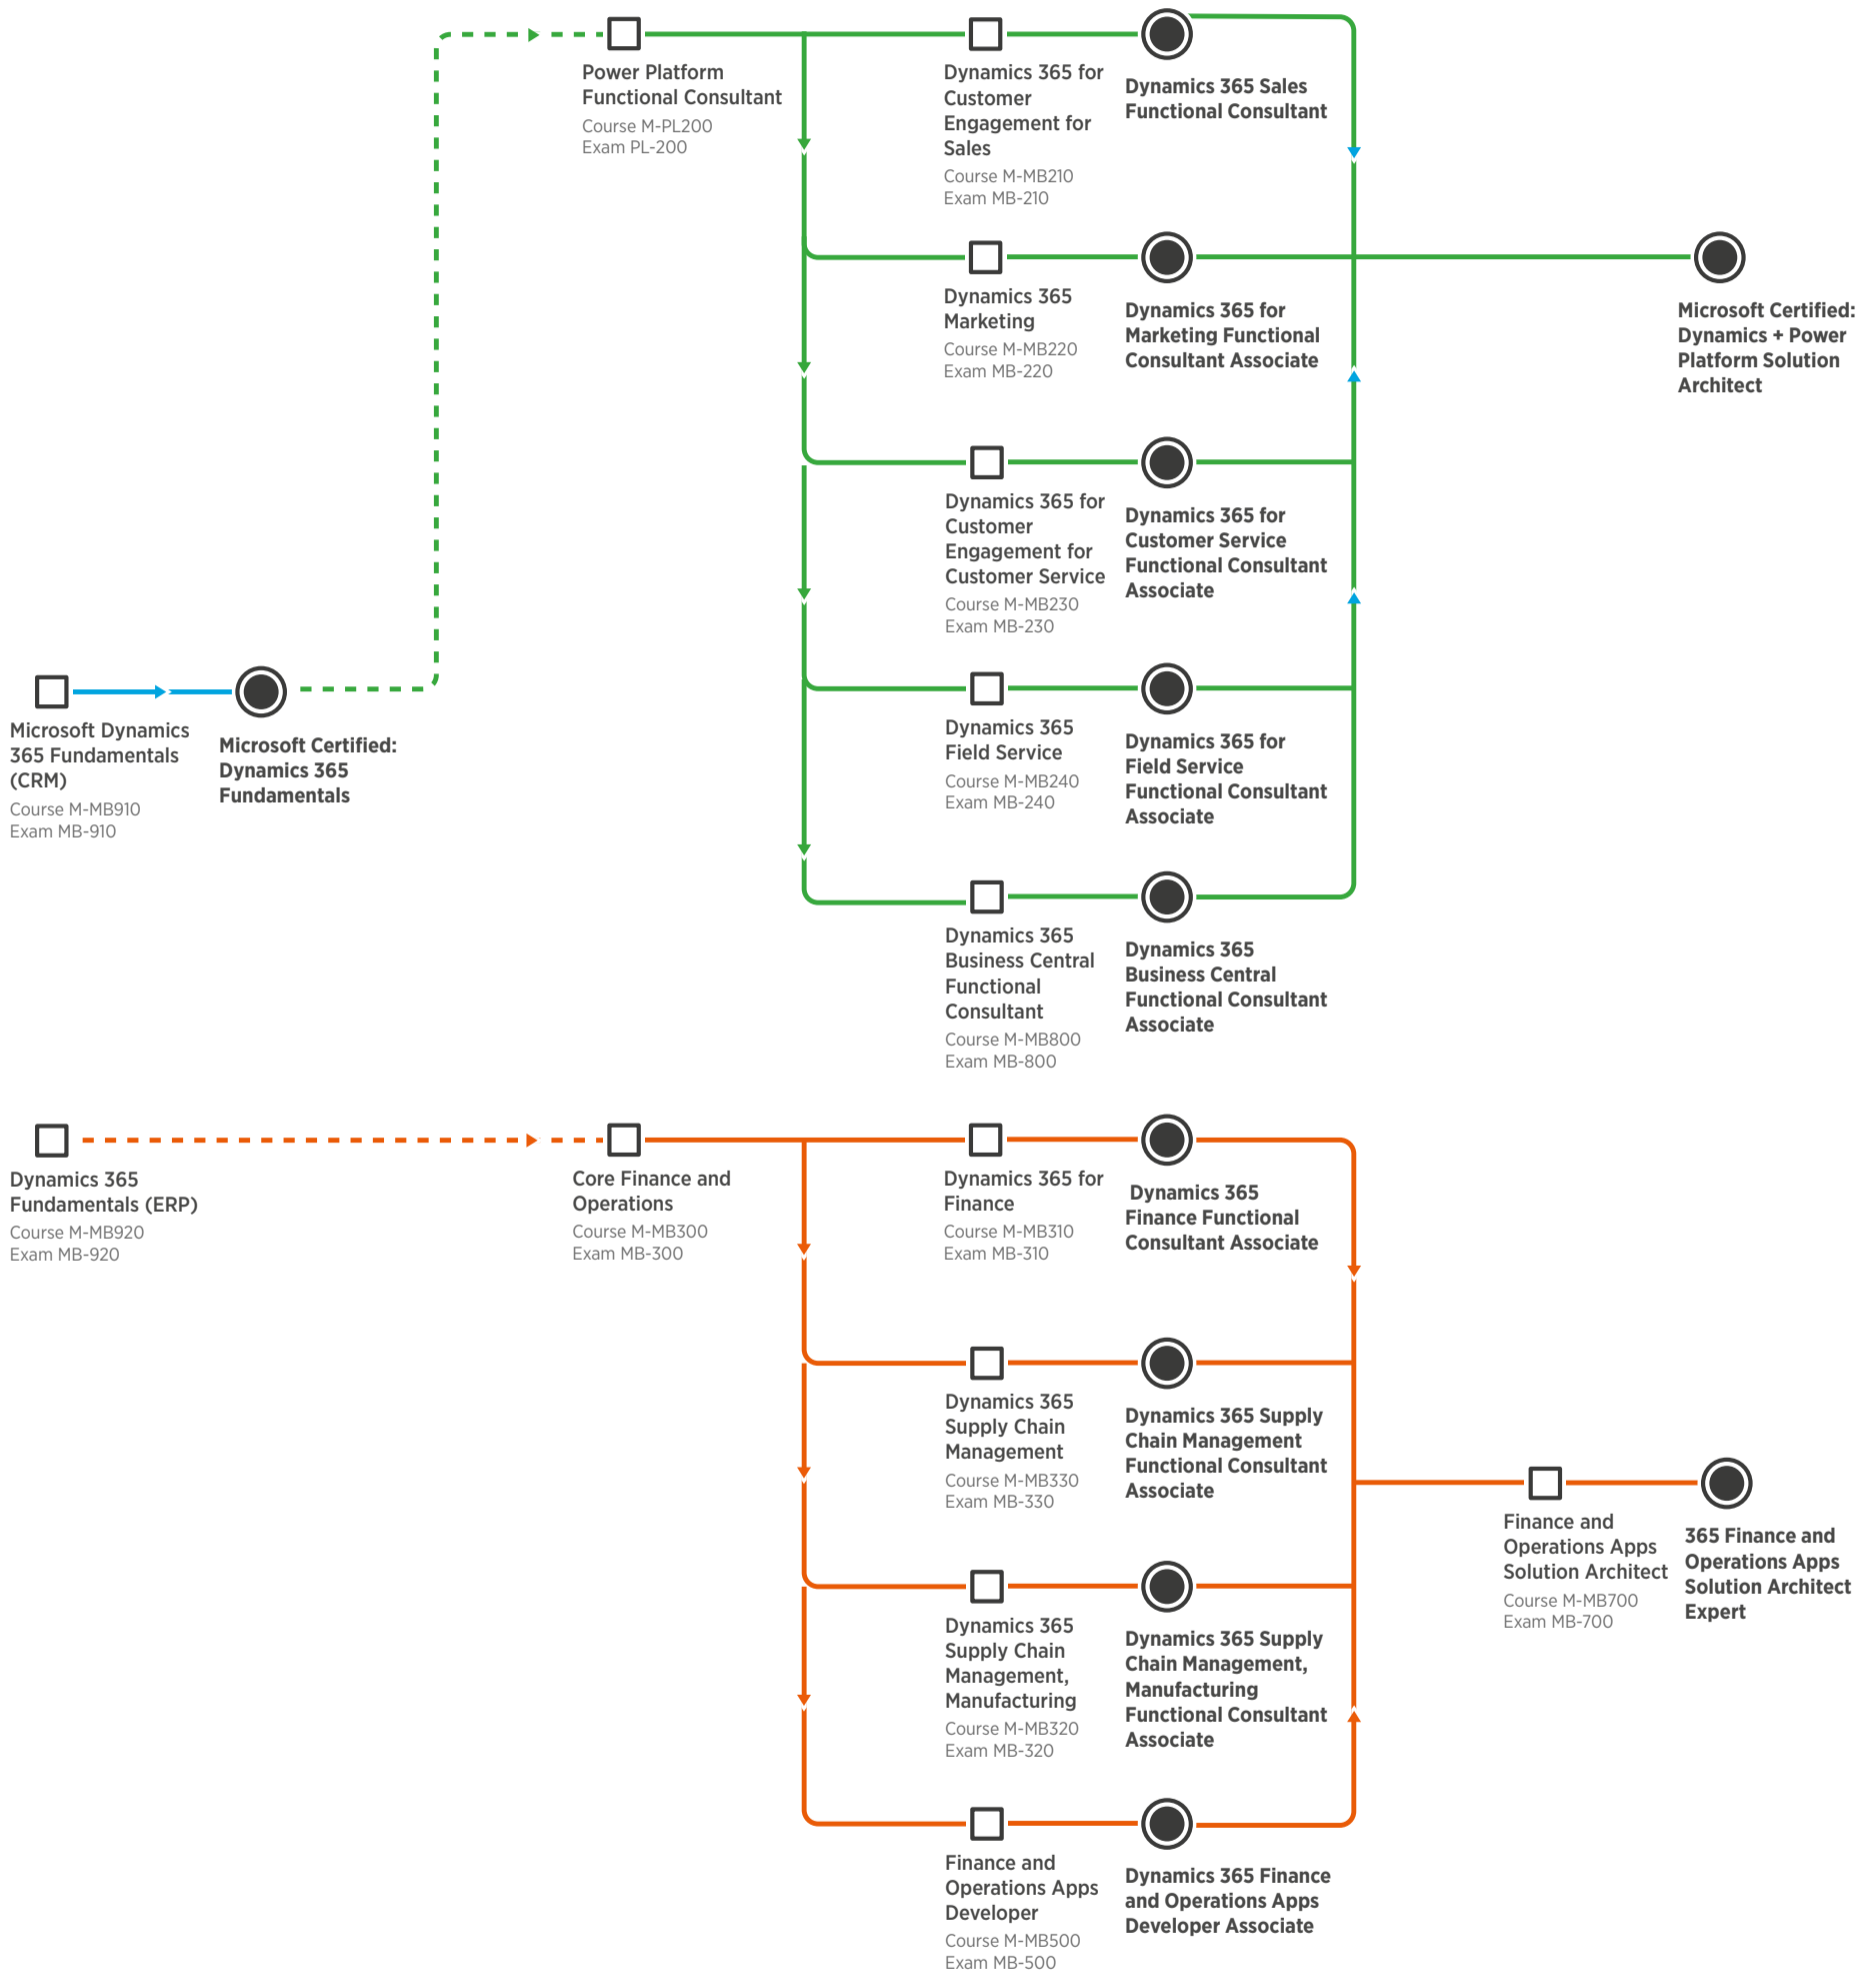 Power Platform
Functional Consultant
Course M-PL200
Exam PL-200
Dynamics 365 for
Customer
Engagement for
Sales
Course M-MB210
Exam MB-210
Dynamics 365 Sales
Functional Consultant
Dynamics 365
Marketing
Course M-MB220
Exam MB-220
Dynamics 365 for
Marketing Functional
Consultant Associate
Microsoft Certified:
Dynamics + Power
Platform Solution
Architect
Dynamics 365 for
Customer
Engagement for
Customer Service
Course M-MB230
Exam MB-230
Dynamics 365 for
Customer Service
Functional Consultant
Associate
Microsoft Dynamics
365 Fundamentals
(CRM)
Course M-MB910
Exam MB-910
Microsoft Certified:
Dynamics 365
Fundamentals
Dynamics 365
Field Service
Course M-MB240
Exam MB-240
Dynamics 365 for
Field Service
Functional Consultant
Associate
Dynamics 365
Business Central
Functional
Consultant
Course M-MB800
Exam MB-800
Dynamics 365
Business Central
Functional Consultant
Associate
Dynamics 365
Fundamentals (ERP)
Course M-MB920
Exam MB-920
Core Finance and
Operations
Course M-MB300
Exam MB-300
Dynamics 365 for
Finance
Course M-MB310
Exam MB-310
Dynamics 365
Finance Functional
Consultant Associate
Dynamics 365
Supply Chain
Management
Course M-MB330
Exam MB-330
Dynamics 365 Supply
Chain Management
Functional Consultant
Associate
Finance and
Operations Apps
Solution Architect
Course M-MB700
Exam MB-700
365 Finance and
Operations Apps
Solution Architect
Expert
Dynamics 365
Supply Chain
Management,
Manufacturing
Course M-MB320
Exam MB-320
Dynamics 365 Supply
Chain Management,
Manufacturing
Functional Consultant
Associate
Finance and
Operations Apps
Developer
Course M-MB500
Exam MB-500
Dynamics 365 Finance
and Operations Apps
Developer Associate